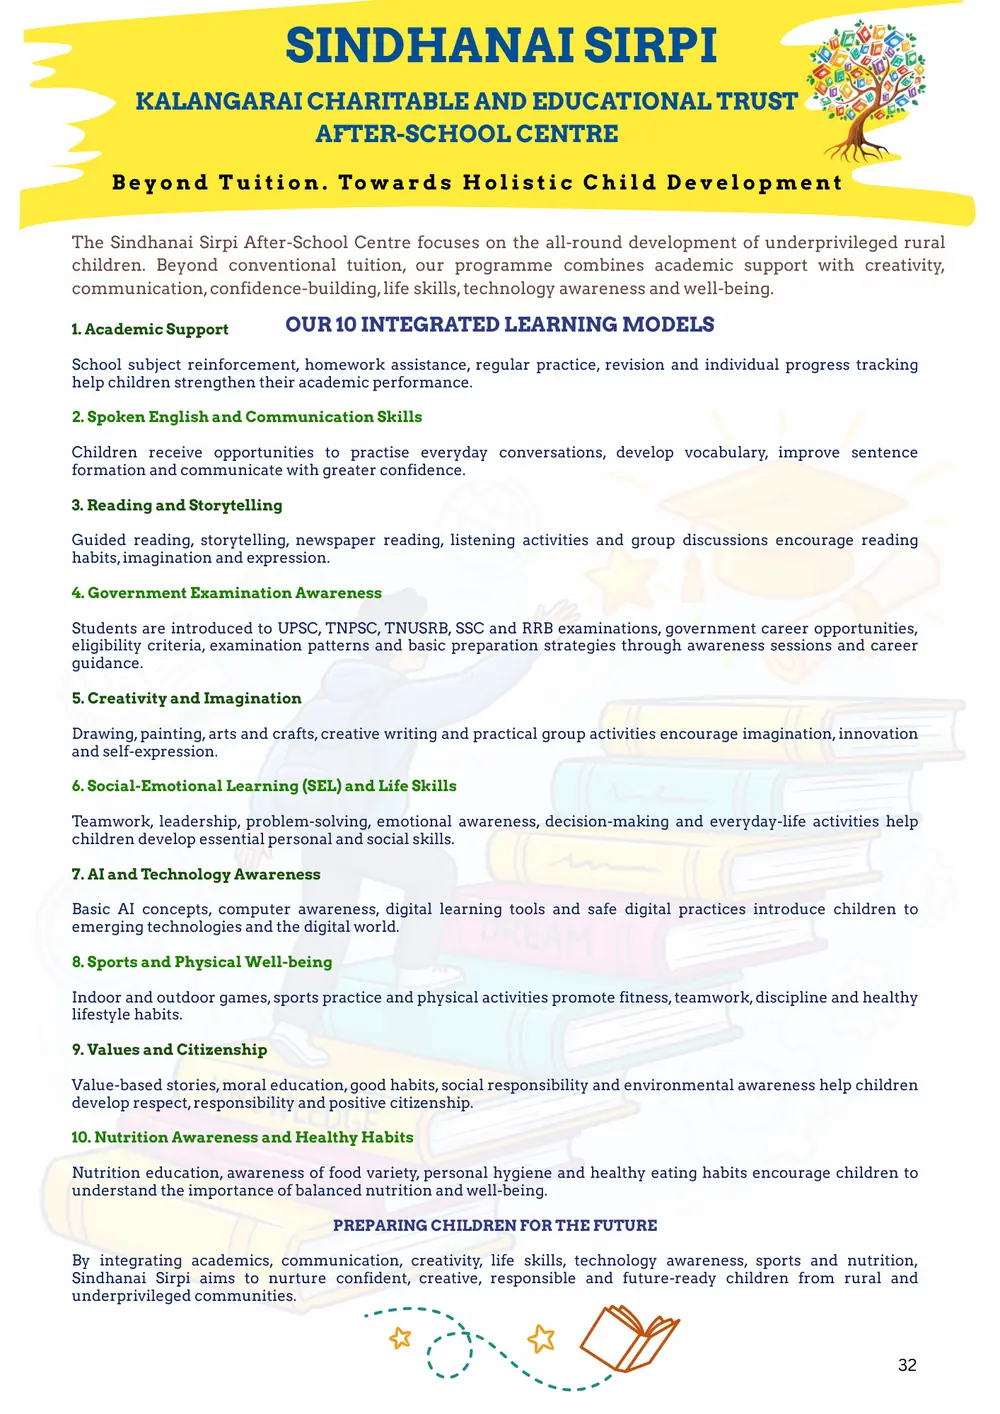 SINDHANAI SIRPI
KALANGARAI CHARITABLE AND EDUCATIONAL TRUST
AFTER-SCHOOL CENTRE
Beyond Tuition. Towards Holistic Child Development
The Sindhanai Sirpi After-School Centre focuses on the all-round development of underprivileged rural
children. Beyond conventional tuition, our programme combines academic support with creativity,
communication, confidence-building, life skills, technology awareness and well-being.
OUR 10 INTEGRATED LEARNING MODELS
1. Academic Support
School subject reinforcement, homework assistance, regular practice, revision and individual progress tracking
help children strengthen their academic performance.
2. Spoken English and Communication Skills
Children receive opportunities to practise everyday conversations, develop vocabulary, improve sentence
formation and communicate with greater confidence.
3. Reading and Storytelling
Guided reading, storytelling, newspaper reading, listening activities and group discussions encourage reading
habits, imagination and expression.
4. Government Examination Awareness
Students are introduced to UPSC, TNPSC, TNUSRB, SSC and RRB examinations, government career opportunities,
eligibility criteria, examination patterns and basic preparation strategies through awareness sessions and career
guidance.
5. Creativity and Imagination
Drawing, painting, arts and crafts, creative writing and practical group activities encourage imagination, innovation
and self-expression.
6. Social-Emotional Learning (SEL) and Life Skills
Teamwork, leadership, problem-solving, emotional awareness, decision-making and everyday-life activities help
children develop essential personal and social skills.
7. AI and Technology Awareness
Basic AI concepts, computer awareness, digital learning tools and safe digital practices introduce children to
emerging technologies and the digital world.
DREAM
8. Sports and Physical Well-being
Indoor and outdoor games, sports practice and physical activities promote fitness, teamwork, discipline and healthy
lifestyle habits.
9. Values and Citizenship
Value-based stories, moral education, good habits, social responsibility and environmental awareness help children
develop respect, responsibility and positive citizenship.
KNOWLEDGE
10. Nutrition Awareness and Healthy Habits
Nutrition education, awareness of food variety, personal hygiene and healthy eating habits encourage children to
understand the importance of balanced nutrition and well-being.
PREPARING CHILDREN FOR THE FUTURE
By integrating academics, communication, creativity, life skills, technology awareness, sports and nutrition,
Sindhanai Sirpi aims to nurture confident, creative, responsible and future-ready children from rural and
underprivileged communities.
32